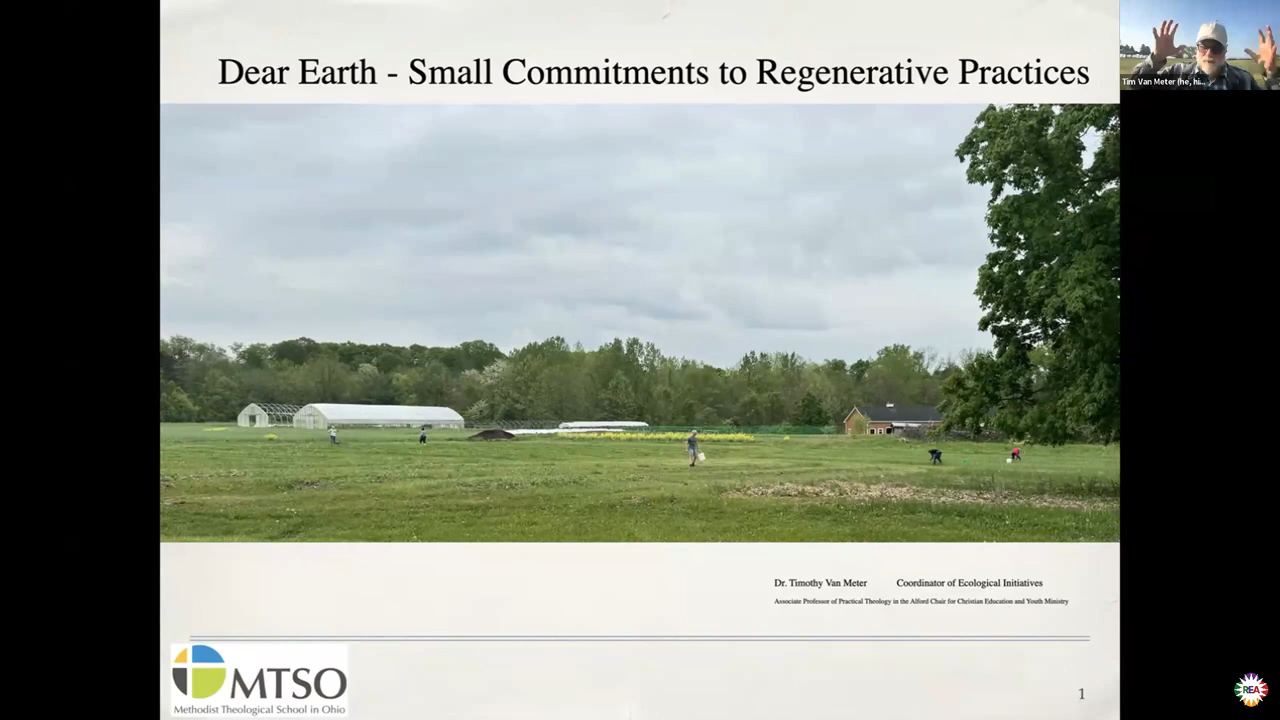 Dear Earth - Small Commitments to Regenerative Practices
Tim Van Meter (he, hi...
Dr. Timothy Van Meter Coordinator of Ecological Initiatives
Associate Professor of Practical Theology in the Alford Chair for Christian Education and Youth Ministry
MTSO
Methodist Theological School in Ohio
1
REA